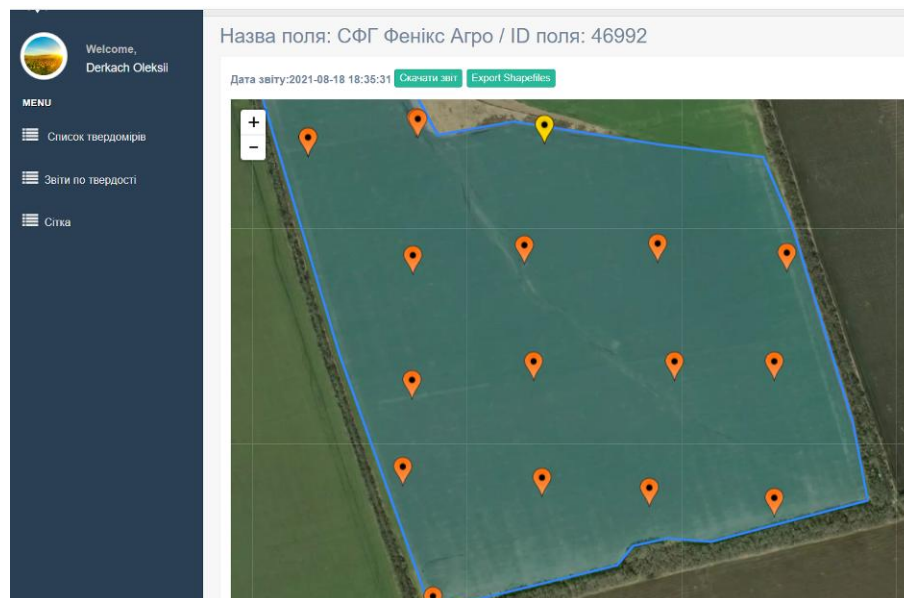 Назва поля: СФГ Фенікс Агро / ID поля: 46992
Welcome,
Derkach Oleksii
Дата звіту:2021-08-18 18:35:31 Скачати звіт Export Shapefiles
MENU
Список твердомірів
Звіти по твердості
Сітка
+
−